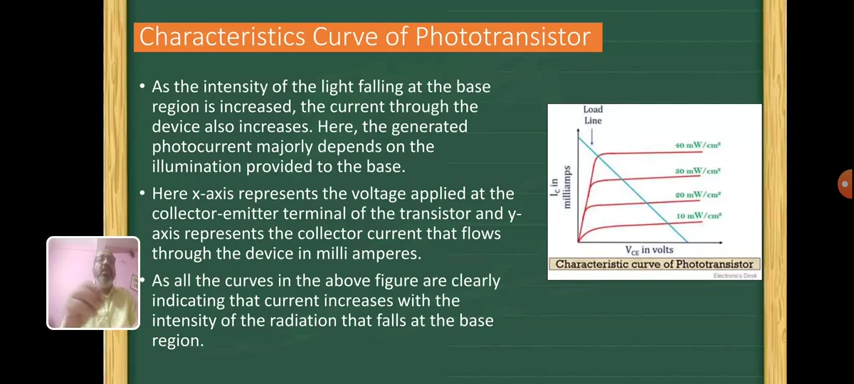 Characteristics Curve of Phototransistor
• As the intensity of the light falling at the base
region is increased, the current through the
device also increases. Here, the generated
photocurrent majorly depends on the
illumination provided to the base.
• Here x-axis represents the voltage applied at the
collector-emitter terminal of the transistor and y-
axis represents the collector current that flows
through the device in milli amperes.
• As all the curves in the above figure are clearly
indicating that current increases with the
intensity of the radiation that falls at the base
region.
Load
Line
I_C in
milliamps
40 mW/cm²
30 mW/cm²
20 mW/cm²
10 mW/cm²
V_CE in volts
Characteristic curve of Phototransistor
Electronics Desk